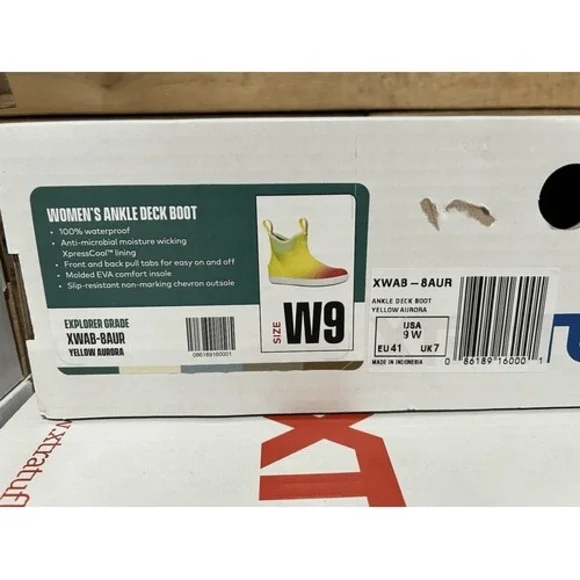 WOMEN'S ANKLE DECK BOOT
• 100% waterproof
• Anti-microbial moisture wicking
XpressCool™ lining
• Front and back pull tabs for easy on and off
• Molded EVA comfort insole
• Slip-resistant non-marking chevron outsole
EXPLORER GRADE
XWAB-8AUR
YELLOW AURORA
086189160001
SIZE
W9
XWAB-8AUR
ANKLE DECK BOOT
YELLOW AURORA
USA
9 W
EU 41
UK 7
MADE IN INDONESIA
0 86189 16000 1
w.xtratuf
XT